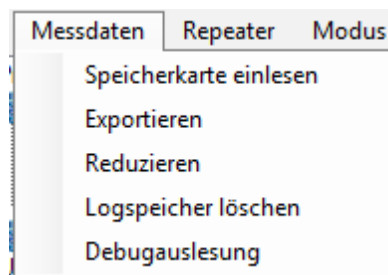 Messdaten Repeater Modus
Speicherkarte einlesen
Exportieren
Reduzieren
Logspeicher löschen
Debugauslesung